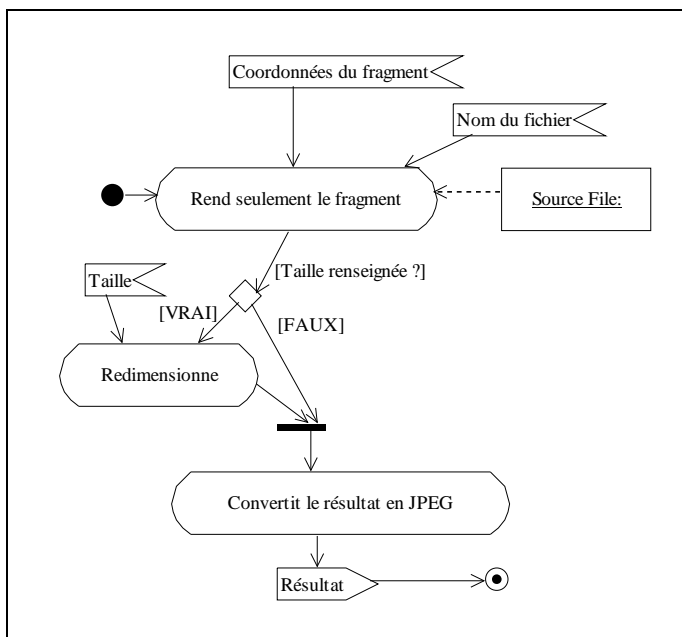 Coordonnées du fragment
Nom du fichier
Rend seulement le fragment
Source File:
[Taille renseignée ?]
Taille
[VRAI]
[FAUX]
Redimensionne
Convertit le résultat en JPEG
Résultat